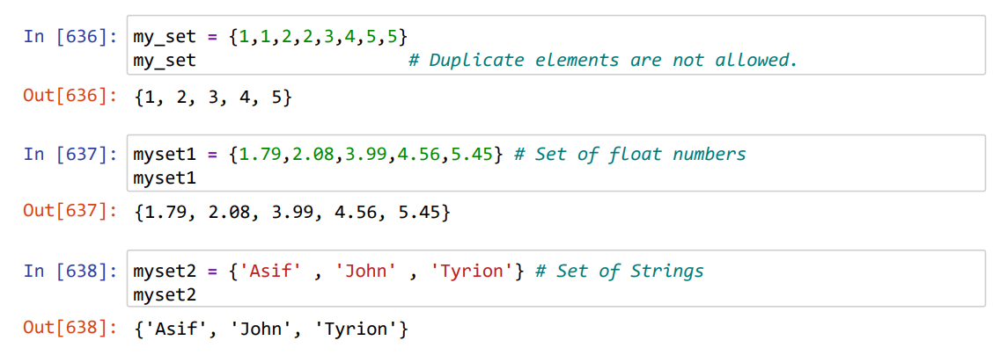 In [636]: my_set = {1,1,2,2,3,4,5,5}
my_set # Duplicate elements are not allowed.
Out[636]: {1, 2, 3, 4, 5}
In [637]: myset1 = {1.79,2.08,3.99,4.56,5.45} # Set of float numbers
myset1
Out[637]: {1.79, 2.08, 3.99, 4.56, 5.45}
In [638]: myset2 = {'Asif' , 'John' , 'Tyrion'} # Set of Strings
myset2
Out[638]: {'Asif', 'John', 'Tyrion'}